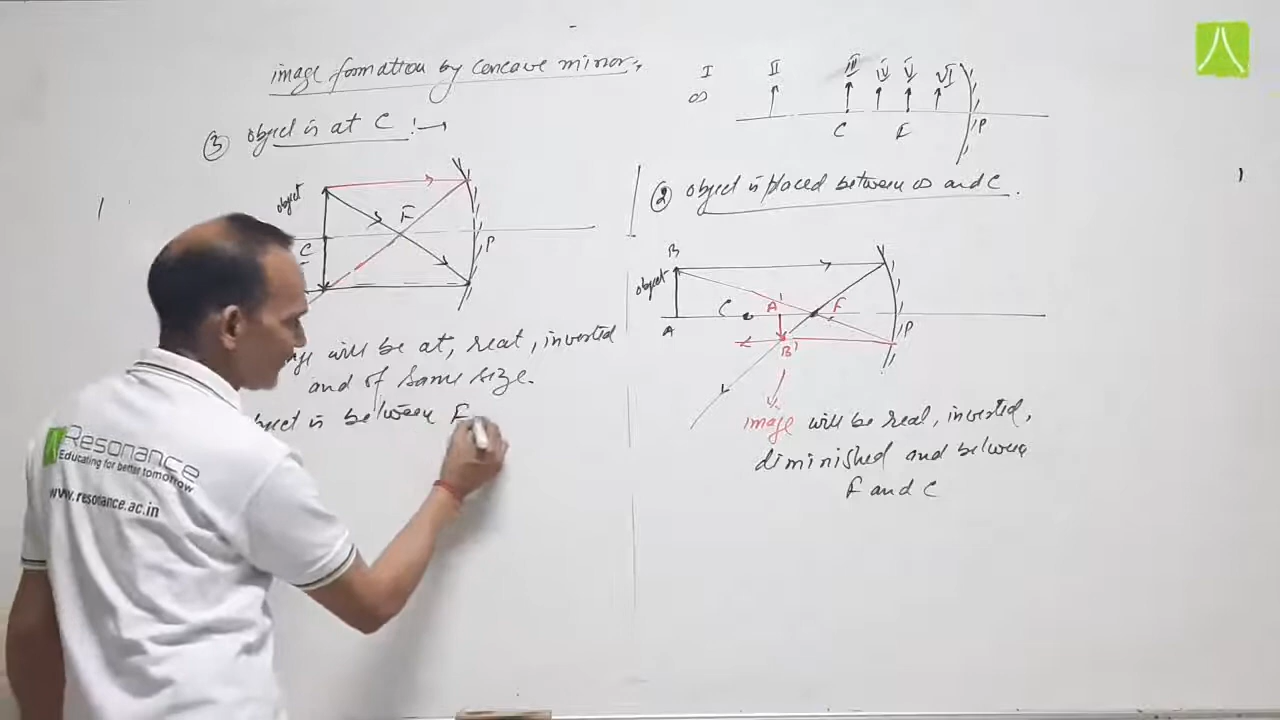 image formation by concave mirror:
I II III IV V VI
∞
C F P
③ object is at C :→
object
F
C
P
image will be at, real, inverted
and of same size.
object is between F
② object is placed between ∞ and C.
B
object
C A' F
A P
B'
image will be real, inverted,
diminished and between
F and C
Resonance
Educating for better tomorrow
www.resonance.ac.in